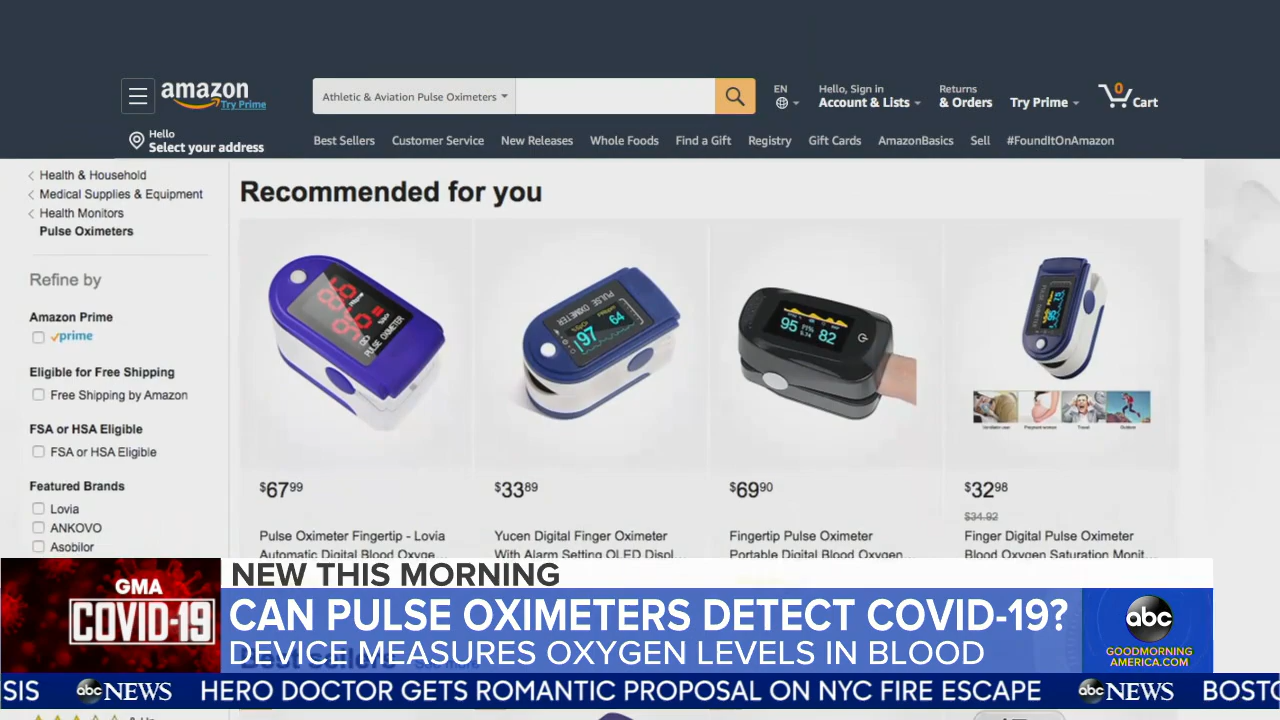 amazon
Try Prime
Athletic & Aviation Pulse Oximeters
EN
Hello, Sign in
Account & Lists
Returns
& Orders
Try Prime
0
Cart
Hello
Select your address
Best Sellers
Customer Service
New Releases
Whole Foods
Find a Gift
Registry
Gift Cards
AmazonBasics
Sell
#FoundItOnAmazon
Health & Household
Medical Supplies & Equipment
Health Monitors
Pulse Oximeters
Refine by
Amazon Prime
prime
Eligible for Free Shipping
Free Shipping by Amazon
FSA or HSA Eligible
FSA or HSA Eligible
Featured Brands
Lovia
ANKOVO
Asobilor
Recommended for you
PULSE OXIMETER
PULSE OXIMETER
97
64
95
82
$67.99
Pulse Oximeter Fingertip - Lovia
Automatic Digital Blood Oxyge...
$33.89
Yucen Digital Finger Oximeter
With Alarm Setting OLED Displ...
$69.90
Fingertip Pulse Oximeter
Portable Digital Blood Oxygen...
$32.98
$34.92
Finger Digital Pulse Oximeter
Blood Oxygen Saturation Monit...
GMA
COVID-19
NEW THIS MORNING
CAN PULSE OXIMETERS DETECT COVID-19?
DEVICE MEASURES OXYGEN LEVELS IN BLOOD
abc
GOODMORNING
AMERICA.COM
SIS
abc NEWS
HERO DOCTOR GETS ROMANTIC PROPOSAL ON NYC FIRE ESCAPE
abc NEWS
BOSTO
& Up